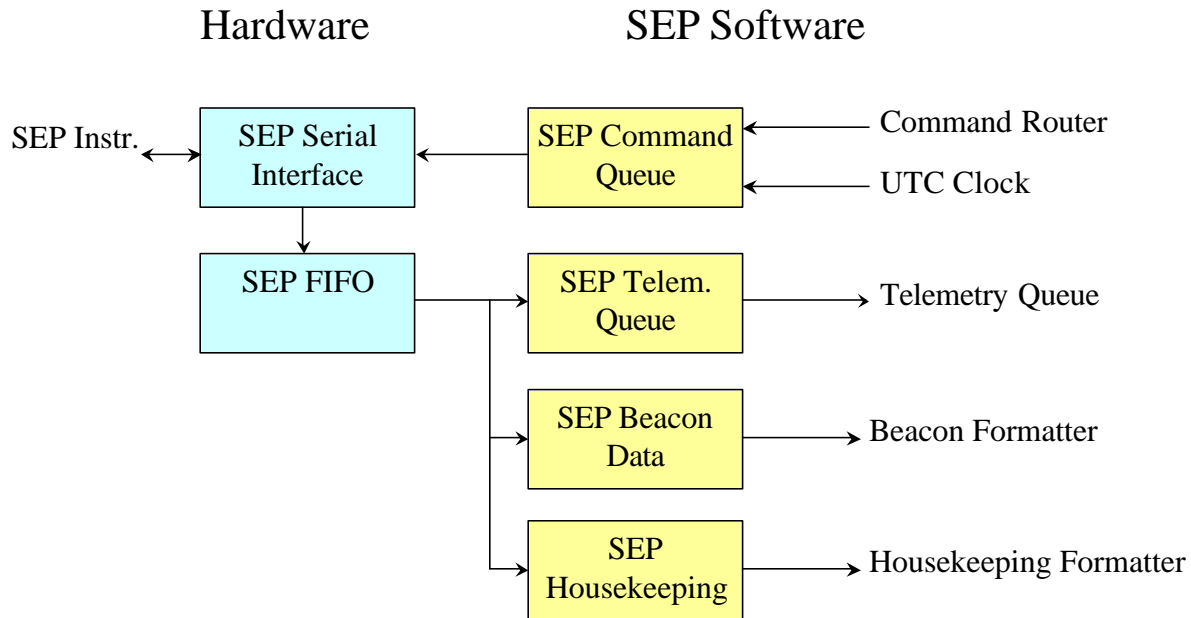 Hardware
SEP Software
SEP Instr.
SEP Serial
Interface
SEP Command
Queue
Command Router
UTC Clock
SEP FIFO
SEP Telem.
Queue
Telemetry Queue
SEP Beacon
Data
Beacon Formatter
SEP
Housekeeping
Housekeeping Formatter